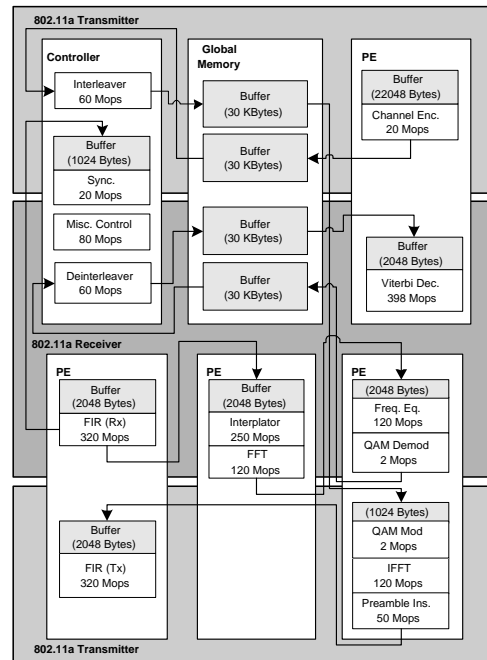 802.11a Transmitter
Controller
Interleaver
60 Mops
Buffer
(1024 Bytes)
Sync.
20 Mops
Misc. Control
80 Mops
Deinterleaver
60 Mops
Global
Memory
Buffer
(30 KBytes)
Buffer
(30 KBytes)
Buffer
(30 KBytes)
Buffer
(30 KBytes)
PE
Buffer
(22048 Bytes)
Channel Enc.
20 Mops
Buffer
(2048 Bytes)
Viterbi Dec.
398 Mops
802.11a Receiver
PE
Buffer
(2048 Bytes)
FIR (Rx)
320 Mops
Buffer
(2048 Bytes)
FIR (Tx)
320 Mops
PE
Buffer
(2048 Bytes)
Interplator
250 Mops
FFT
120 Mops
PE
(2048 Bytes)
Freq. Eq.
120 Mops
QAM Demod
2 Mops
(1024 Bytes)
QAM Mod
2 Mops
IFFT
120 Mops
Preamble Ins.
50 Mops
802.11a Transmitter